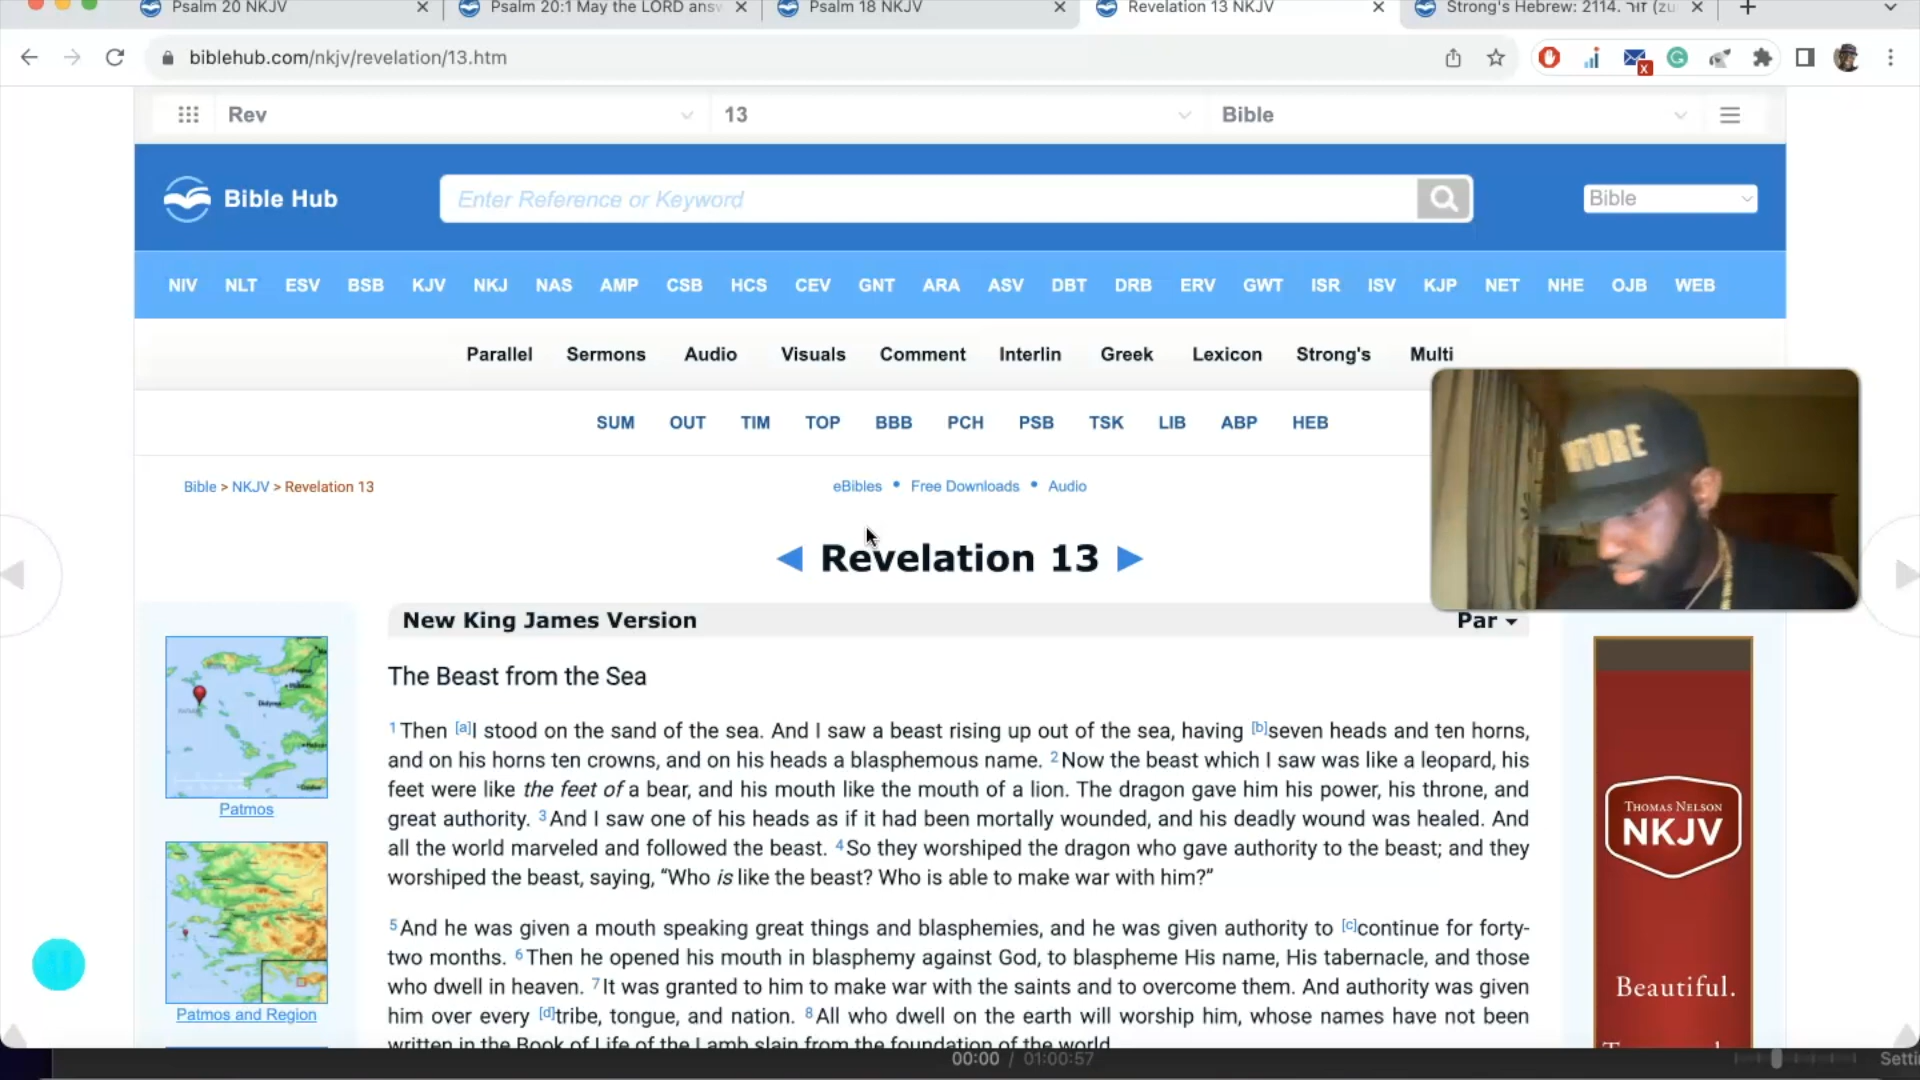 Psalm 20 NKJV
Psalm 20:1 May the LORD answ
Psalm 18 NKJV
Revelation 13 NKJV
Strong's Hebrew: 2114. זוּר (zu
biblehub.com/nkjv/revelation/13.htm
Rev
13
Bible
Bible Hub
Enter Reference or Keyword
Bible
NIV NLT ESV BSB KJV NKJ NAS AMP CSB HCS CEV GNT ARA ASV DBT DRB ERV GWT ISR ISV KJP NET NHE OJB WEB
Parallel Sermons Audio Visuals Comment Interlin Greek Lexicon Strong's Multi
SUM OUT TIM TOP BBB PCH PSB TSK LIB ABP HEB
Bible > NKJV > Revelation 13
eBibles • Free Downloads • Audio
◄ Revelation 13 ►
New King James Version
Par
The Beast from the Sea
1 Then [a]I stood on the sand of the sea. And I saw a beast rising up out of the sea, having [b]seven heads and ten horns,
and on his horns ten crowns, and on his heads a blasphemous name. 2 Now the beast which I saw was like a leopard, his
feet were like the feet of a bear, and his mouth like the mouth of a lion. The dragon gave him his power, his throne, and
great authority. 3 And I saw one of his heads as if it had been mortally wounded, and his deadly wound was healed. And
all the world marveled and followed the beast. 4 So they worshiped the dragon who gave authority to the beast; and they
worshiped the beast, saying, “Who is like the beast? Who is able to make war with him?”
5 And he was given a mouth speaking great things and blasphemies, and he was given authority to [c]continue for forty-
two months. 6 Then he opened his mouth in blasphemy against God, to blaspheme His name, His tabernacle, and those
who dwell in heaven. 7 It was granted to him to make war with the saints and to overcome them. And authority was given
him over every [d]tribe, tongue, and nation. 8 All who dwell on the earth will worship him, whose names have not been
written in the Book of Life of the Lamb slain from the foundation of the world.
Patmos
Patmos and Region
THOMAS NELSON
NKJV
Beautiful.
00:00 / 01:00:57
Setti